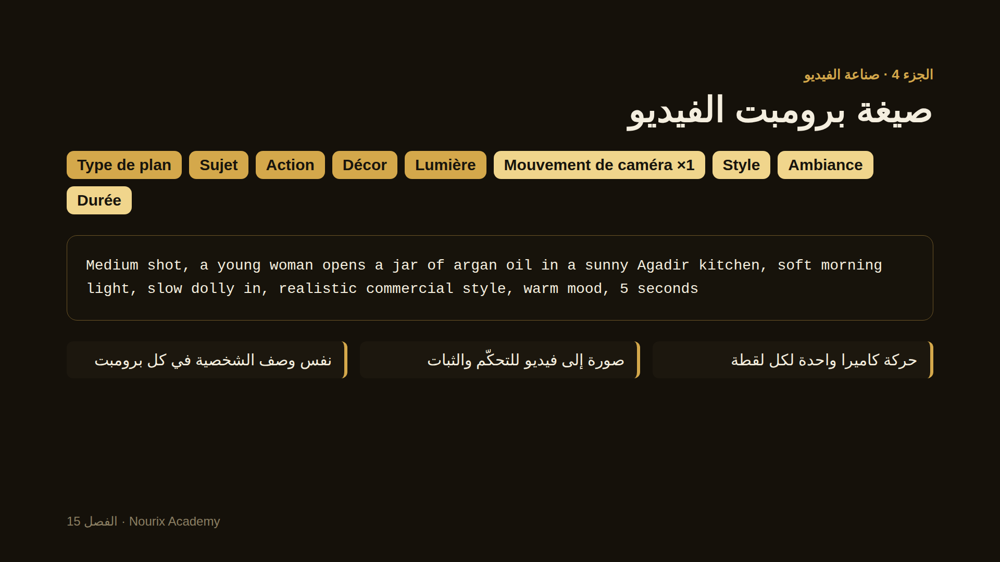 الجزء 4 · صناعة الفيديو
صيغة برومبت الفيديو
Type de plan Sujet Action Décor Lumière Mouvement de caméra ×1 Style Ambiance
Durée
Medium shot, a young woman opens a jar of argan oil in a sunny Agadir kitchen, soft morning
light, slow dolly in, realistic commercial style, warm mood, 5 seconds
حركة كاميرا واحدة لكل لقطة
صورة إلى فيديو للتحكّم والثبات
نفس وصف الشخصية في كل برومبت
الفصل 15 · Nourix Academy